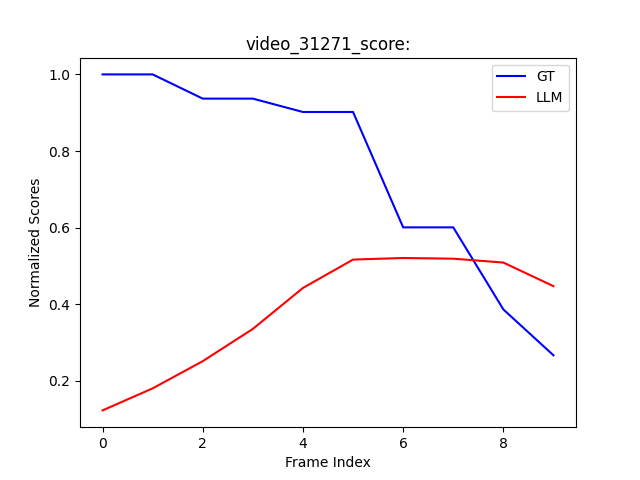 video_31271_score:
GT
LLM
Normalized Scores
1.0
0.8
0.6
0.4
0.2
0 2 4 6 8
Frame Index